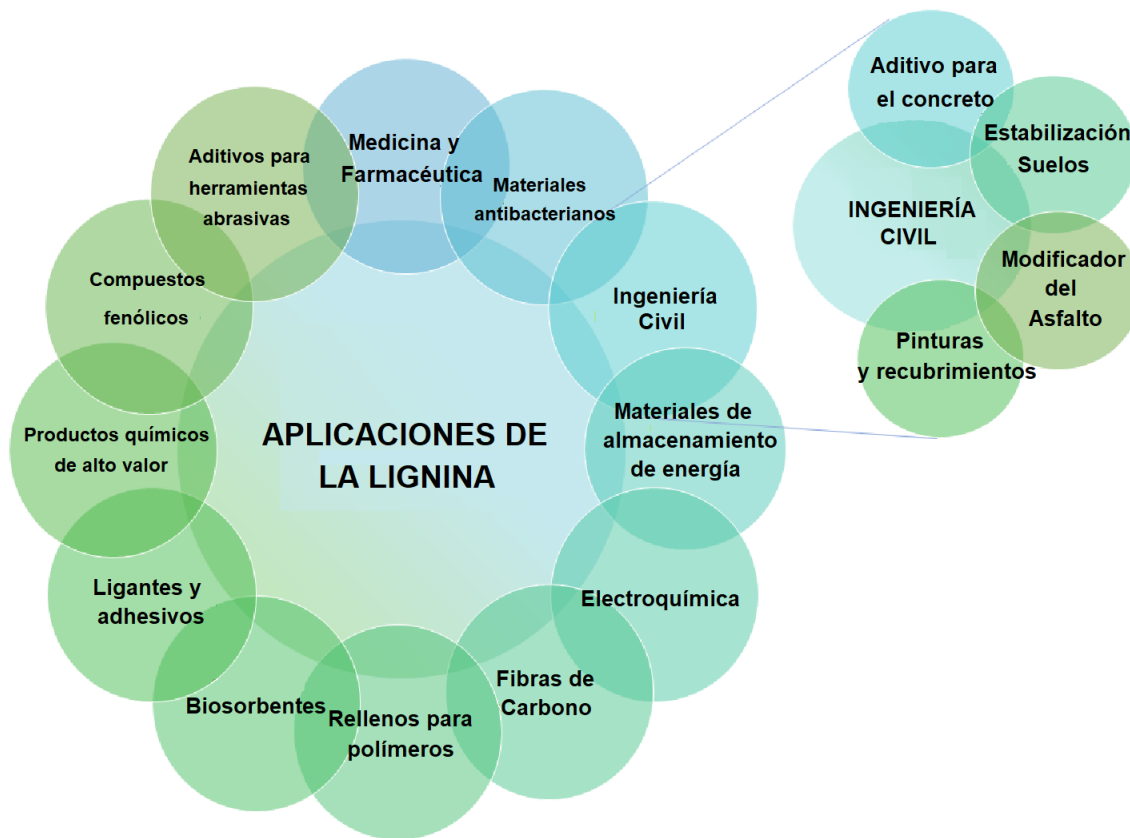 APLICACIONES DE
LA LIGNINA
Medicina y
Farmacéutica
Materiales
antibacterianos
Ingeniería
Civil
Materiales de
almacenamiento
de energía
Electroquímica
Fibras de
Carbono
Rellenos para
polímeros
Biosorbentes
Ligantes y
adhesivos
Productos químicos
de alto valor
Compuestos
fenólicos
Aditivos para
herramientas
abrasivas
INGENIERÍA
CIVIL
Aditivo para
el concreto
Estabilización
Suelos
Modificador
del
Asfalto
Pinturas
y recubrimientos